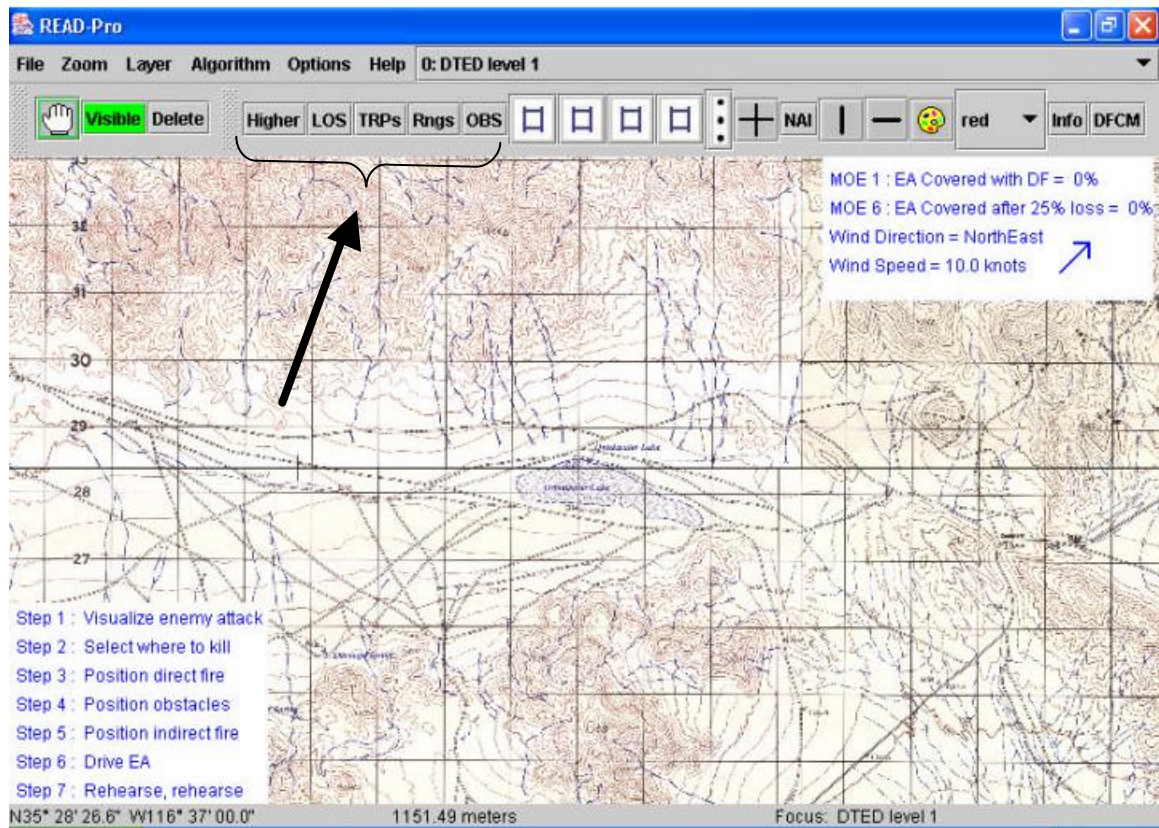 READ-Pro
File Zoom Layer Algorithm Options Help 0: DTED level 1
Visible Delete Higher LOS TRPs Rngs OBS NAI red Info DFCM
MOE 1 : EA Covered with DF = 0%
MOE 6 : EA Covered after 25% loss = 0%
Wind Direction = NorthEast
Wind Speed = 10.0 knots
31
30
29
28
27
Step 1 : Visualize enemy attack
Step 2 : Select where to kill
Step 3 : Position direct fire
Step 4 : Position obstacles
Step 5 : Position indirect fire
Step 6 : Drive EA
Step 7 : Rehearse, rehearse
N35° 28' 26.6" W116° 37' 00.0" 1151.49 meters Focus: DTED level 1